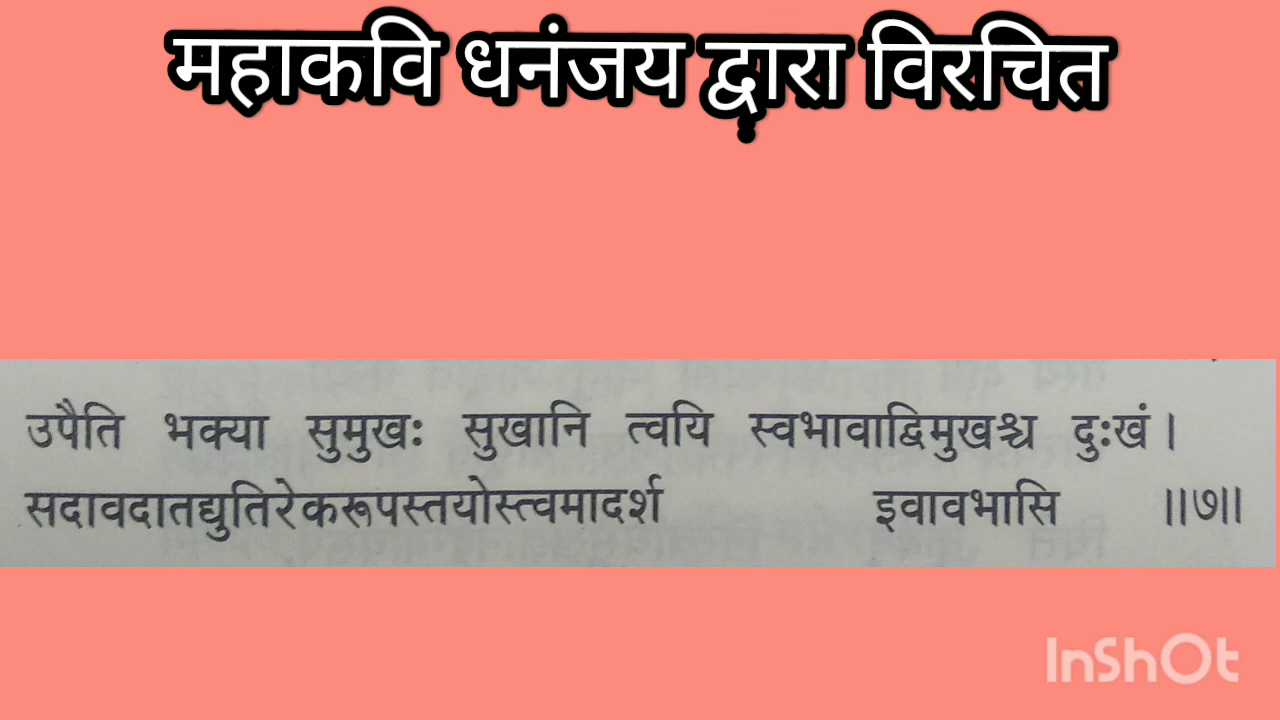 महाकवि धनंजय द्वारा विरचित
उपैति भक्या सुमुखः सुखानि त्वयि स्वभावाद्विमुखश्च दुःखं।
सदावदातद्युतिरेकरूपस्तयोस्त्वमादर्श इवावभासि ॥७॥
InShOt